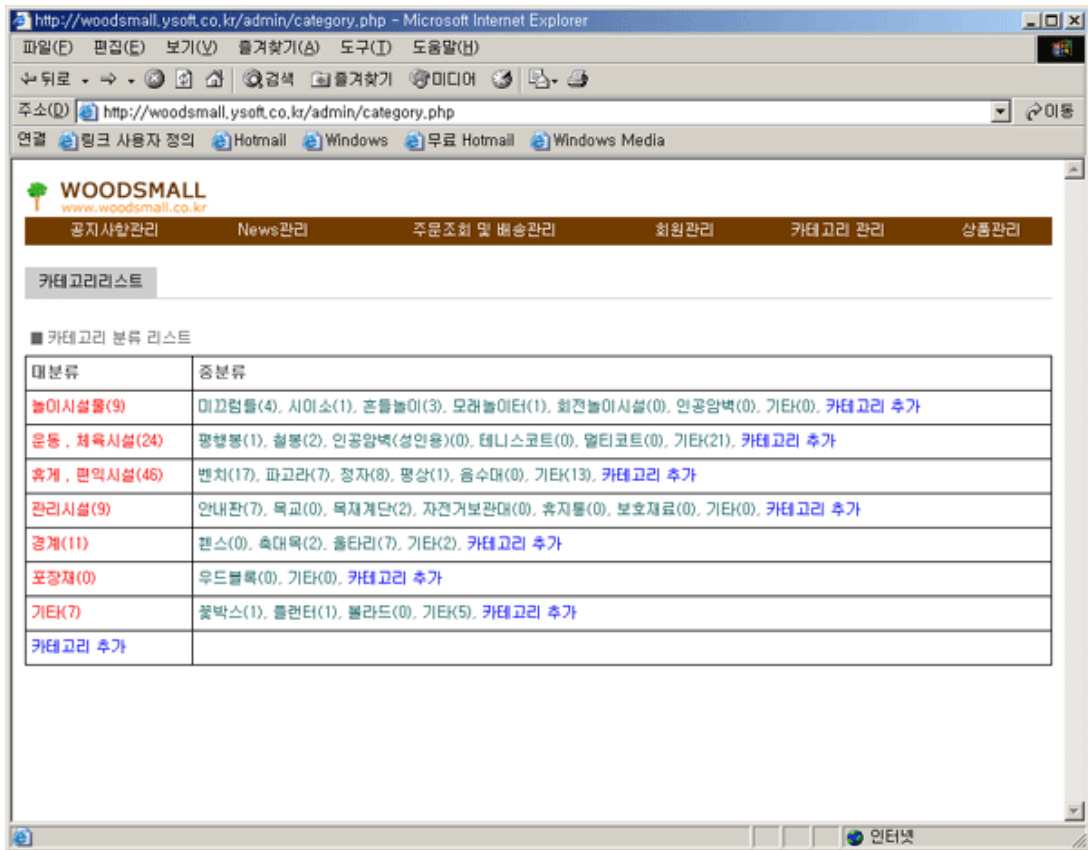 http://woodsmall.ysoft.co.kr/admin/category.php - Microsoft Internet Explorer
파일(F) 편집(E) 보기(V) 즐겨찾기(A) 도구(T) 도움말(H)
뒤로 검색 즐겨찾기 미디어
주소(D) http://woodsmall.ysoft.co.kr/admin/category.php 이동
연결 링크 사용자 정의 Hotmail Windows 무료 Hotmail Windows Media
WOODSMALL
www.woodsmall.co.kr
공지사항관리 News관리 주문조회 및 배송관리 회원관리 카테고리 관리 상품관리
카테고리리스트
■ 카테고리 분류 리스트
대분류 중분류
놀이시설물(9) 미끄럼틀(4), 시이소(1), 흔들놀이(3), 모래놀이터(1), 회전놀이시설(0), 인공암벽(0), 기타(0), 카테고리 추가
운동 , 체육시설(24) 평행봉(1), 철봉(2), 인공암벽(성인용)(0), 테니스코트(0), 멀티코트(0), 기타(21), 카테고리 추가
휴게 , 편익시설(46) 벤치(17), 파고라(7), 정자(8), 평상(1), 음수대(0), 기타(13), 카테고리 추가
관리시설(9) 안내판(7), 목교(0), 목재계단(2), 자전거보관대(0), 휴지통(0), 보호재료(0), 기타(0), 카테고리 추가
경계(11) 휀스(0), 축대목(2), 울타리(7), 기타(2), 카테고리 추가
포장재(0) 우드블록(0), 기타(0), 카테고리 추가
기타(7) 꽃박스(1), 플랜터(1), 볼라드(0), 기타(5), 카테고리 추가
카테고리 추가
인터넷